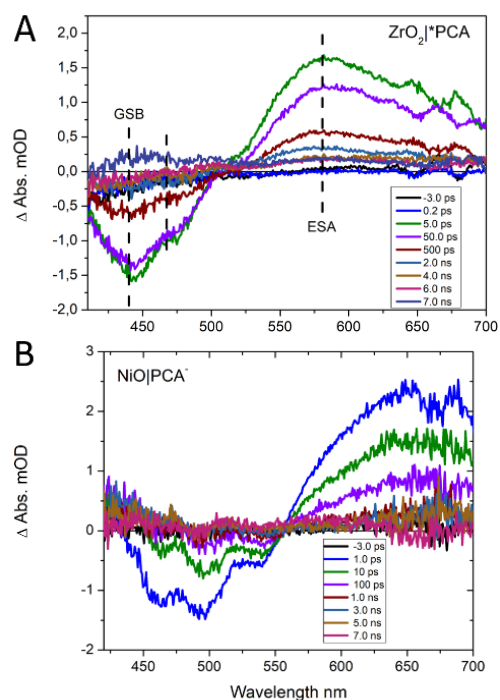 A
ZrO2|*PCA
GSB
ESA
Δ Abs. mOD
2,0
1,5
1,0
0,5
0,0
-0,5
-1,0
-1,5
-2,0
-3.0 ps
0.2 ps
5.0 ps
50.0 ps
500 ps
2.0 ns
4.0 ns
6.0 ns
7.0 ns
450 500 550 600 650 700
B
NiO|PCA-
Δ Abs. mOD
3
2
1
0
-1
-2
-3.0 ps
1.0 ps
10 ps
100 ps
1.0 ns
3.0 ns
5.0 ns
7.0 ns
450 500 550 600 650 700
Wavelength nm